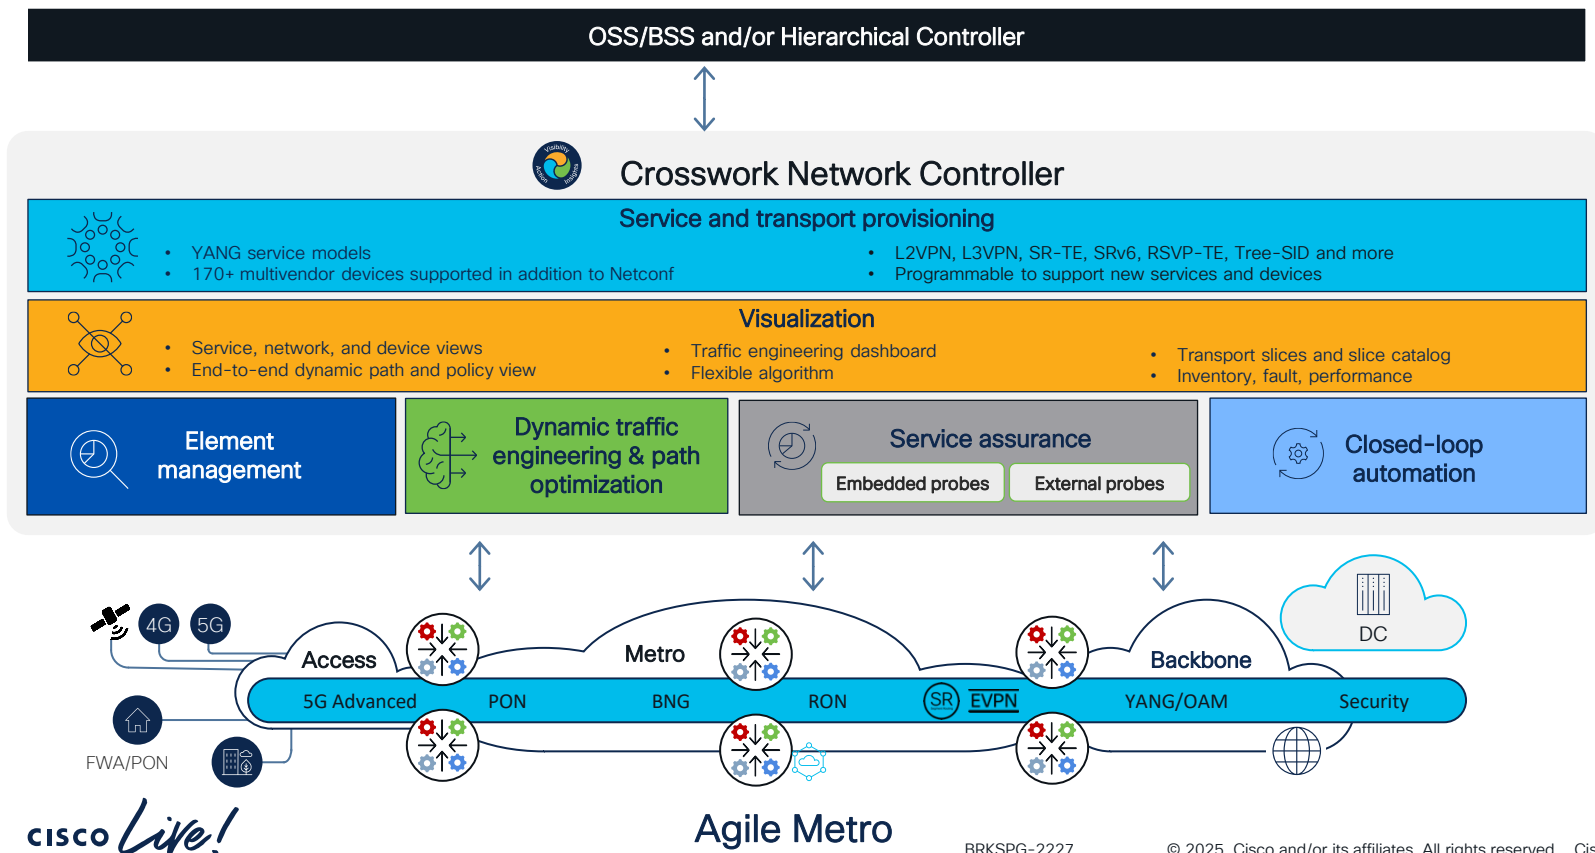 OSS/BSS and/or Hierarchical Controller
Visibility
Action
Insights
Crosswork Network Controller
Service and transport provisioning
• YANG service models
• 170+ multivendor devices supported in addition to Netconf
• L2VPN, L3VPN, SR-TE, SRv6, RSVP-TE, Tree-SID and more
• Programmable to support new services and devices
Visualization
• Service, network, and device views
• End-to-end dynamic path and policy view
• Traffic engineering dashboard
• Flexible algorithm
• Transport slices and slice catalog
• Inventory, fault, performance
Element
management
Dynamic traffic
engineering & path
optimization
Service assurance
Embedded probes
External probes
Closed-loop
automation
4G
5G
DC
Access
Metro
Backbone
5G Advanced
PON
BNG
RON
SR
EVPN
YANG/OAM
Security
FWA/PON
CISCO Live!
Agile Metro
BRKSPG-2227
© 2025 Cisco and/or its affiliates. All rights reserved. Cis